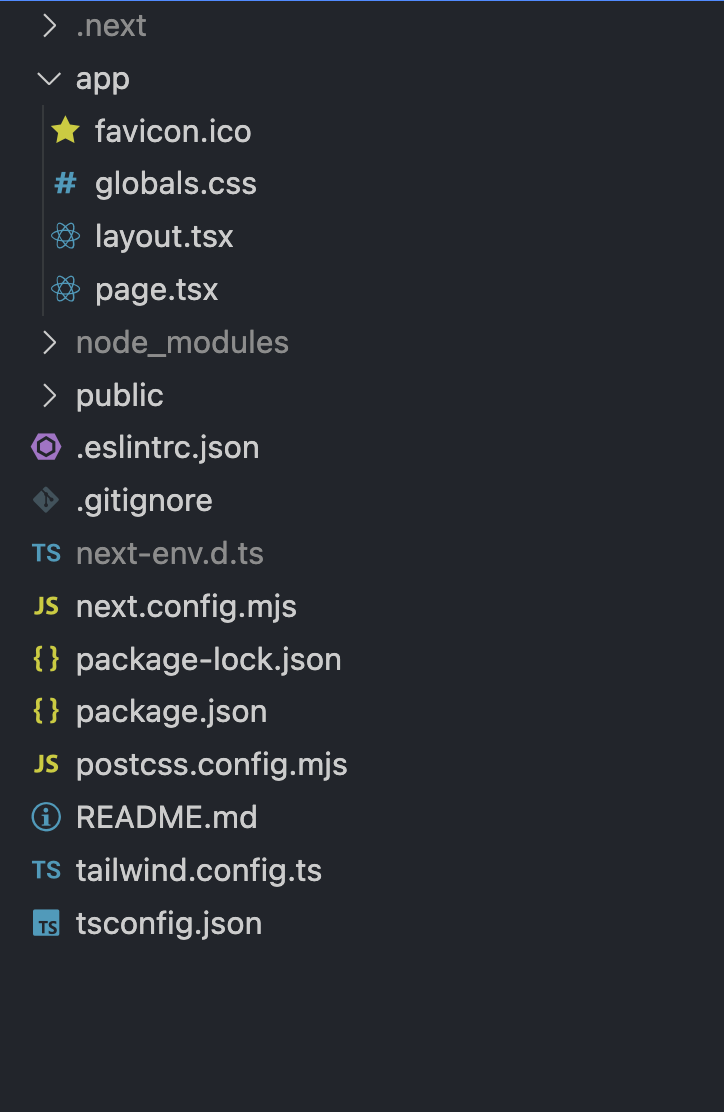 .next
app
favicon.ico
# globals.css
layout.tsx
page.tsx
node_modules
public
.eslintrc.json
.gitignore
TS next-env.d.ts
JS next.config.mjs
{} package-lock.json
{} package.json
JS postcss.config.mjs
README.md
TS tailwind.config.ts
TS tsconfig.json